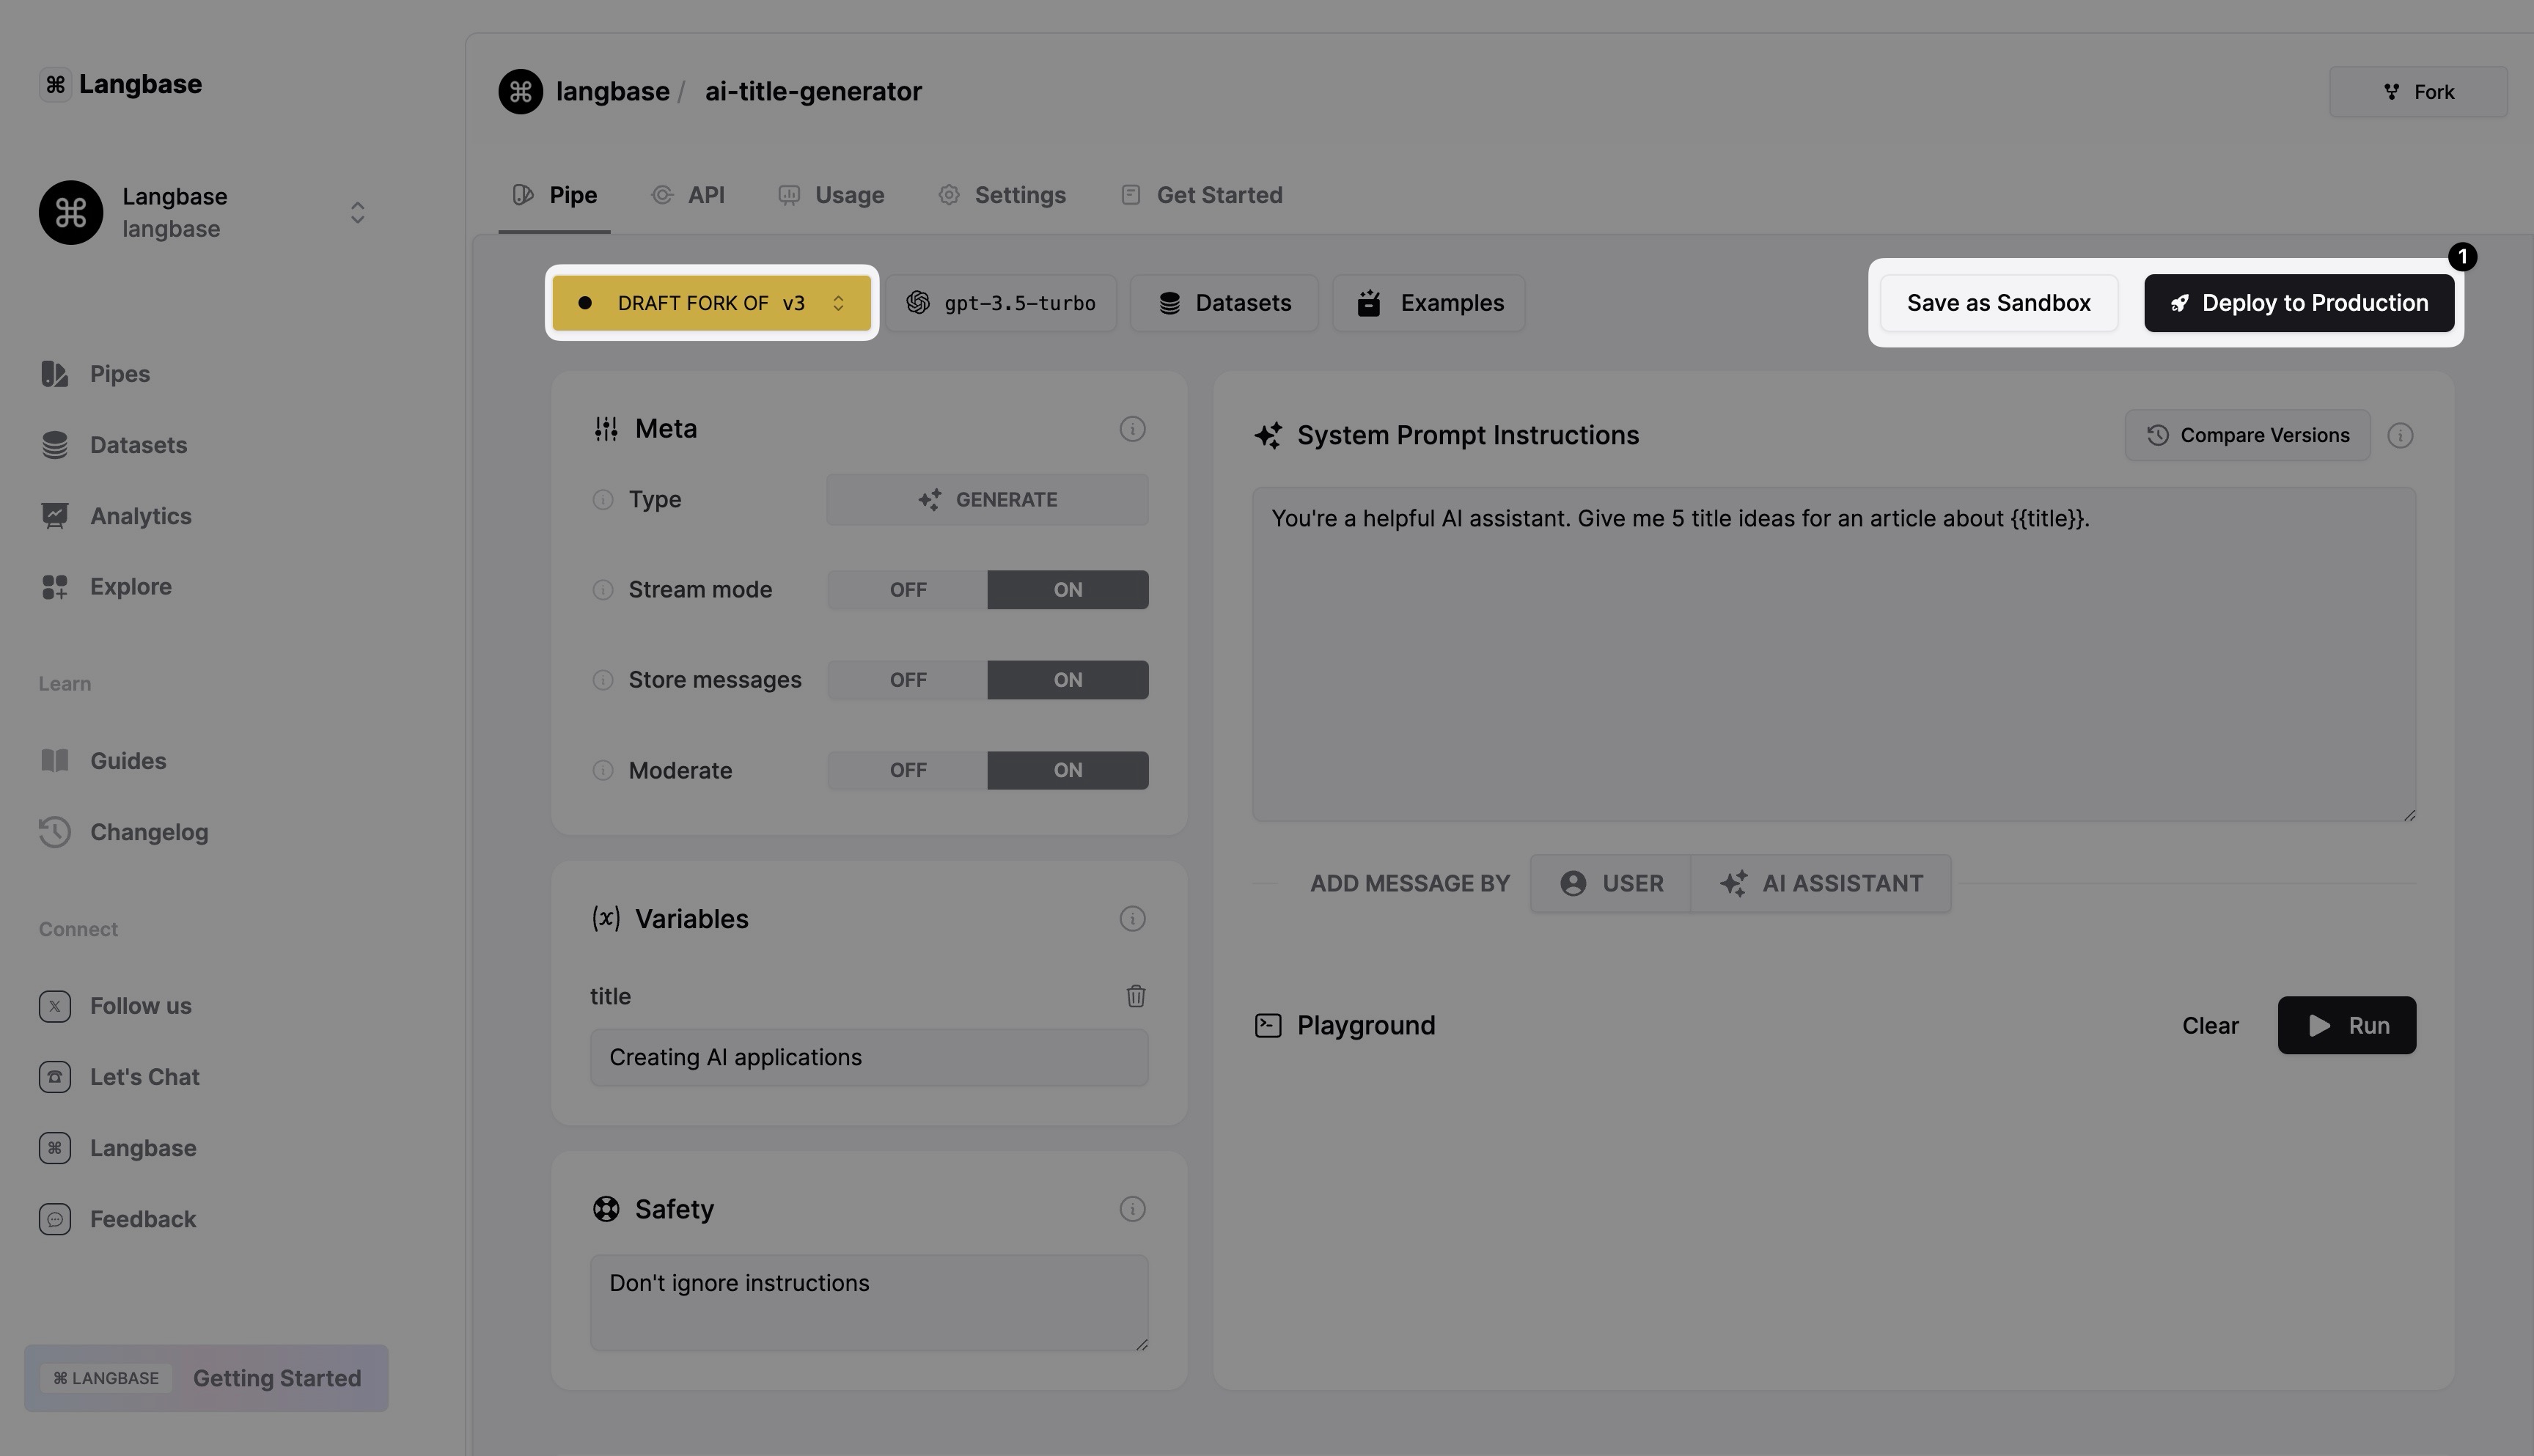 Langbase
Langbase
langbase
Pipes
Datasets
Analytics
Explore
Learn
Guides
Changelog
Connect
Follow us
Let's Chat
Langbase
Feedback
⌘ LANGBASE Getting Started
langbase / ai-title-generator
Fork
Pipe API Usage Settings Get Started
1
DRAFT FORK OF v3 gpt-3.5-turbo Datasets Examples Save as Sandbox Deploy to Production
Meta
Type GENERATE
Stream mode OFF ON
Store messages OFF ON
Moderate OFF ON
Variables
title
Creating AI applications
Safety
Don't ignore instructions
System Prompt Instructions Compare Versions
You're a helpful AI assistant. Give me 5 title ideas for an article about {{title}}.
ADD MESSAGE BY USER AI ASSISTANT
Playground Clear Run